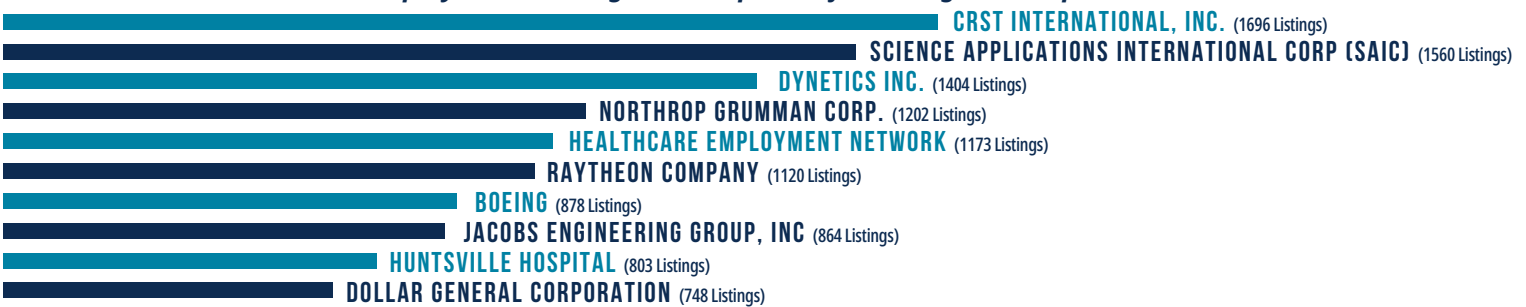 CRST INTERNATIONAL, INC. (1696 Listings)
SCIENCE APPLICATIONS INTERNATIONAL CORP (SAIC) (1560 Listings)
DYNETICS INC. (1404 Listings)
NORTHROP GRUMMAN CORP. (1202 Listings)
HEALTHCARE EMPLOYMENT NETWORK (1173 Listings)
RAYTHEON COMPANY (1120 Listings)
BOEING (878 Listings)
JACOBS ENGINEERING GROUP, INC (864 Listings)
HUNTSVILLE HOSPITAL (803 Listings)
DOLLAR GENERAL CORPORATION (748 Listings)